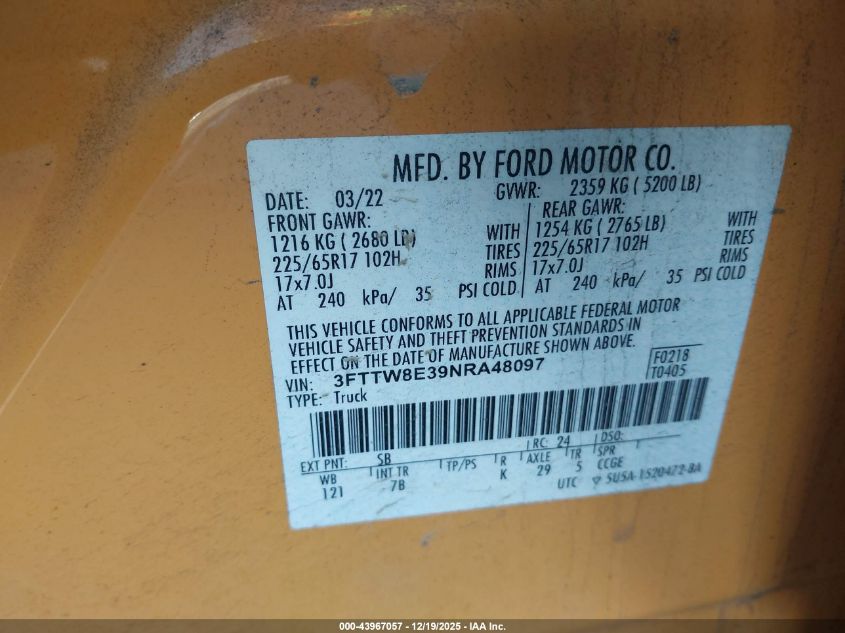 MFD. BY FORD MOTOR CO.
DATE: 03/22
GVWR: 2359 KG ( 5200 LB)
FRONT GAWR:
1216 KG ( 2680 LB)
WITH
225/65R17 102H
TIRES
17x7.0J
RIMS
AT 240 kPa/ 35 PSI COLD
REAR GAWR:
1254 KG ( 2765 LB)
WITH
225/65R17 102H
TIRES
17x7.0J
RIMS
AT 240 kPa/ 35 PSI COLD
THIS VEHICLE CONFORMS TO ALL APPLICABLE FEDERAL MOTOR
VEHICLE SAFETY AND THEFT PREVENTION STANDARDS IN
EFFECT ON THE DATE OF MANUFACTURE SHOWN ABOVE.
VIN: 3FTTW8E39NRA48097
F0218
TYPE: Truck
T0405
EXT PNT: SB
RC: 24
DSO:
WB
INT TR
TP/PS
R
AXLE
TR
SPR
121
7B
K
29
5
CCGE
UTC
5U5A-1520472-BA
000-43967057 - 12/19/2025 - IAA Inc.